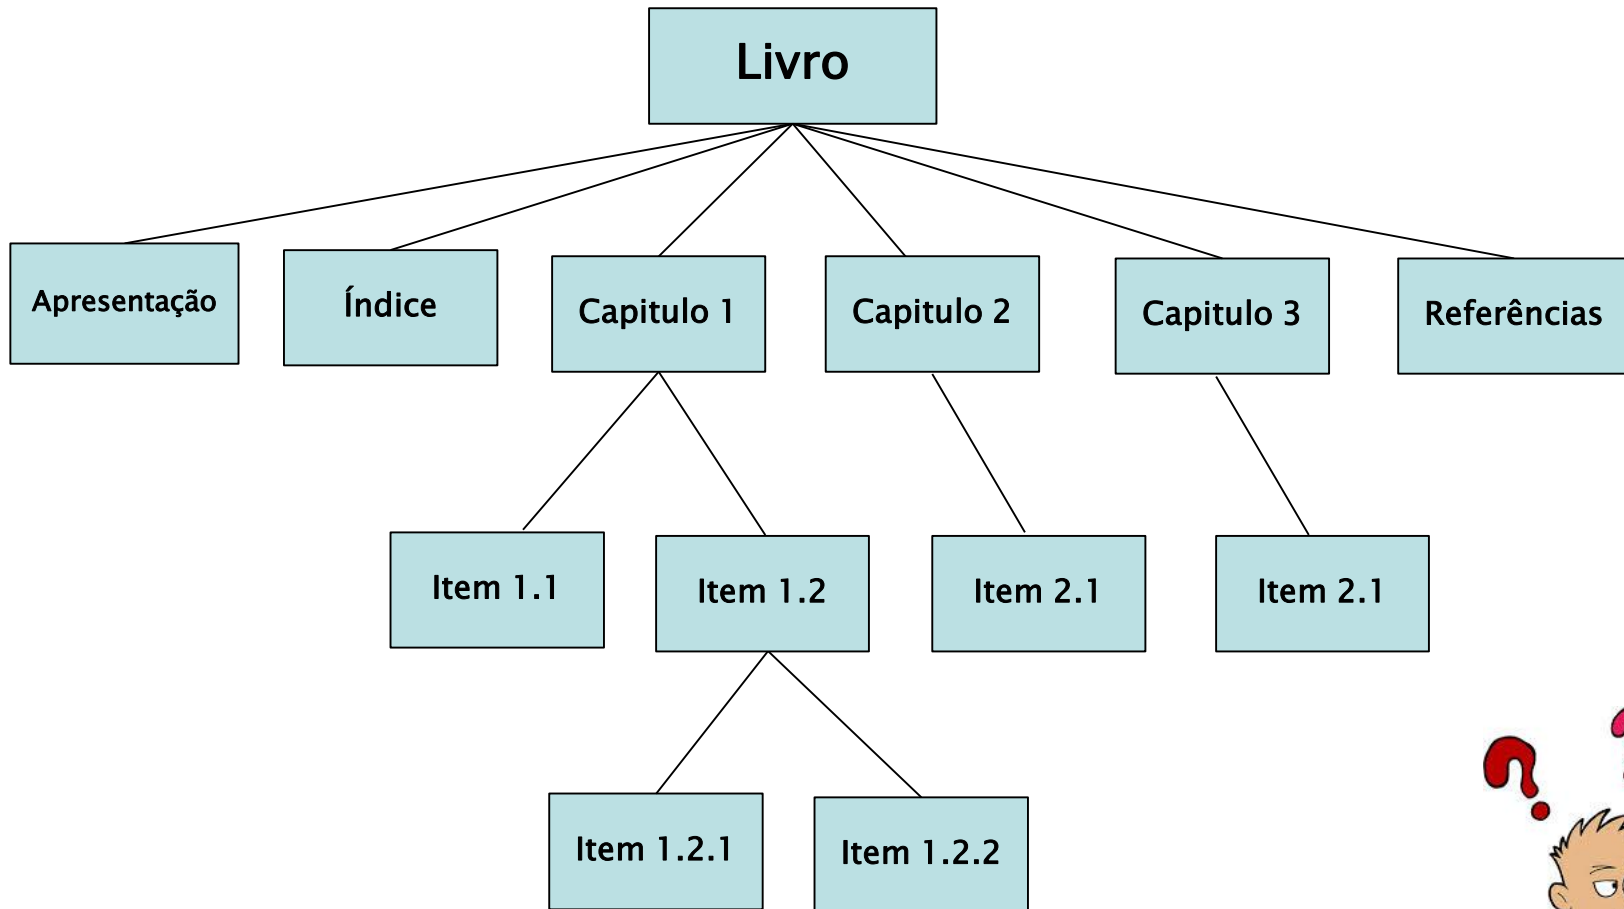 Livro
Apresentação
Índice
Capitulo 1
Capitulo 2
Capitulo 3
Referências
Item 1.1
Item 1.2
Item 2.1
Item 2.1
Item 1.2.1
Item 1.2.2